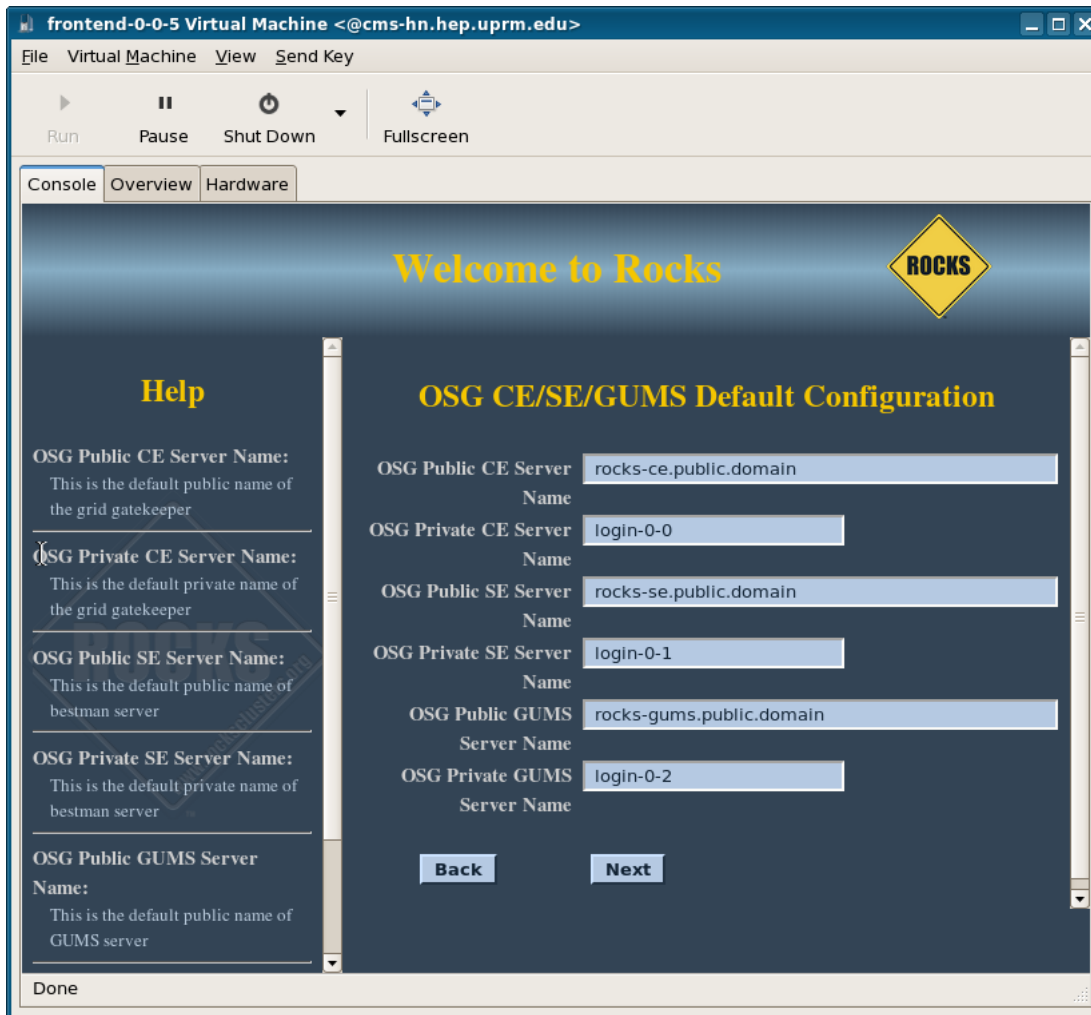 frontend-0-0-5 Virtual Machine <@cms-hn.hep.uprm.edu>
File Virtual Machine View Send Key
Run Pause Shut Down Fullscreen
Console Overview Hardware
Welcome to Rocks
ROCKS
Help
OSG Public CE Server Name:
This is the default public name of
the grid gatekeeper
OSG Private CE Server Name:
This is the default private name of
the grid gatekeeper
OSG Public SE Server Name:
This is the default public name of
bestman server
OSG Private SE Server Name:
This is the default private name of
bestman server
OSG Public GUMS Server
Name:
This is the default public name of
GUMS server
ROCKS
www.rocksclusters.org
OSG CE/SE/GUMS Default Configuration
OSG Public CE Server rocks-ce.public.domain
Name
OSG Private CE Server login-0-0
Name
OSG Public SE Server rocks-se.public.domain
Name
OSG Private SE Server login-0-1
Name
OSG Public GUMS rocks-gums.public.domain
Server Name
OSG Private GUMS login-0-2
Server Name
Back Next
Done